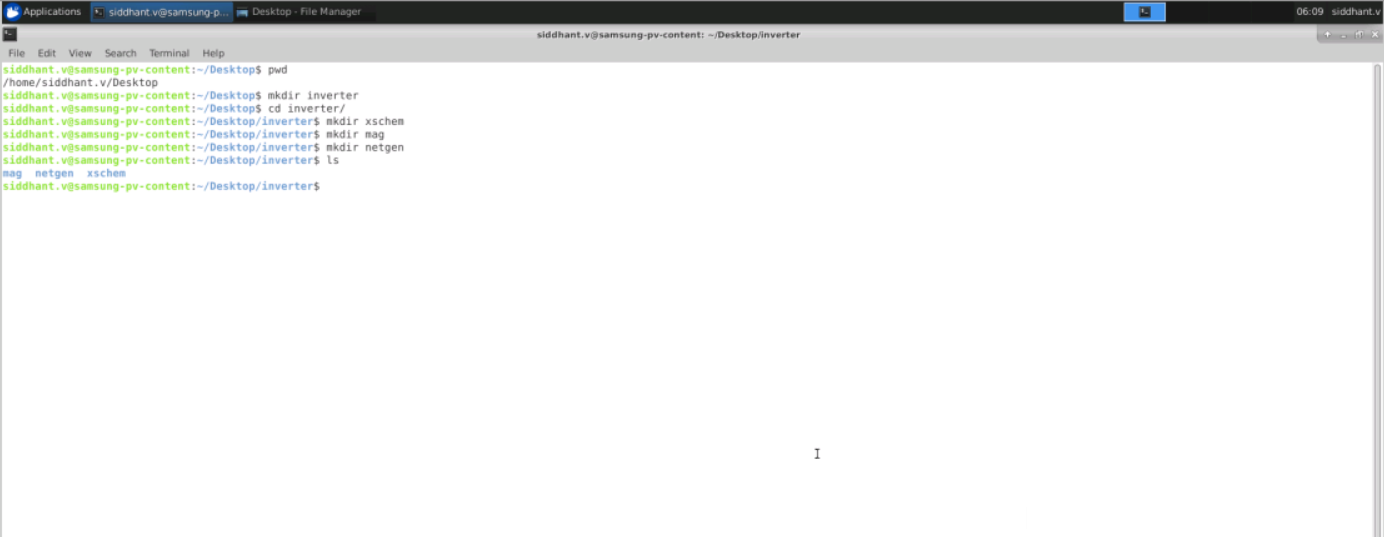 Applications siddhant.v@samsung-p... Desktop - File Manager 06:09 siddhant.v
siddhant.v@samsung-pv-content: ~/Desktop/inverter
File Edit View Search Terminal Help
siddhant.v@samsung-pv-content:~/Desktop$ pwd
/home/siddhant.v/Desktop
siddhant.v@samsung-pv-content:~/Desktop$ mkdir inverter
siddhant.v@samsung-pv-content:~/Desktop$ cd inverter/
siddhant.v@samsung-pv-content:~/Desktop/inverter$ mkdir xschem
siddhant.v@samsung-pv-content:~/Desktop/inverter$ mkdir mag
siddhant.v@samsung-pv-content:~/Desktop/inverter$ mkdir netgen
siddhant.v@samsung-pv-content:~/Desktop/inverter$ ls
mag  netgen  xschem
siddhant.v@samsung-pv-content:~/Desktop/inverter$